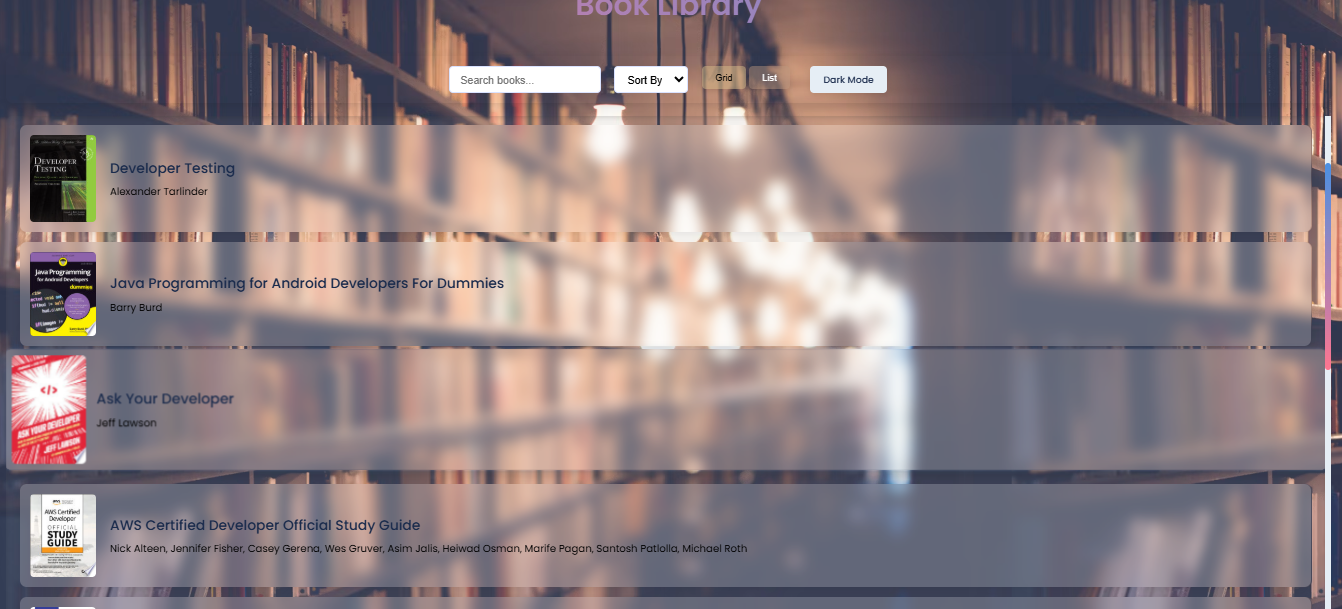 Book Library
Search books...
Sort By
Grid
List
Dark Mode
DEVELOPER
TESTING
Developer Testing
Alexander Tarlinder
Java Programming
for Android Developers
dummies
Java Programming for Android Developers For Dummies
Barry Burd
</>
ASK YOUR DEVELOPER
JEFF LAWSON
Ask Your Developer
Jeff Lawson
AWS Certified
Developer
OFFICIAL
STUDY
GUIDE
AWS Certified Developer Official Study Guide
Nick Alteen, Jennifer Fisher, Casey Gerena, Wes Gruver, Asim Jalis, Heiwad Osman, Marife Pagan, Santosh Patlolla, Michael Roth